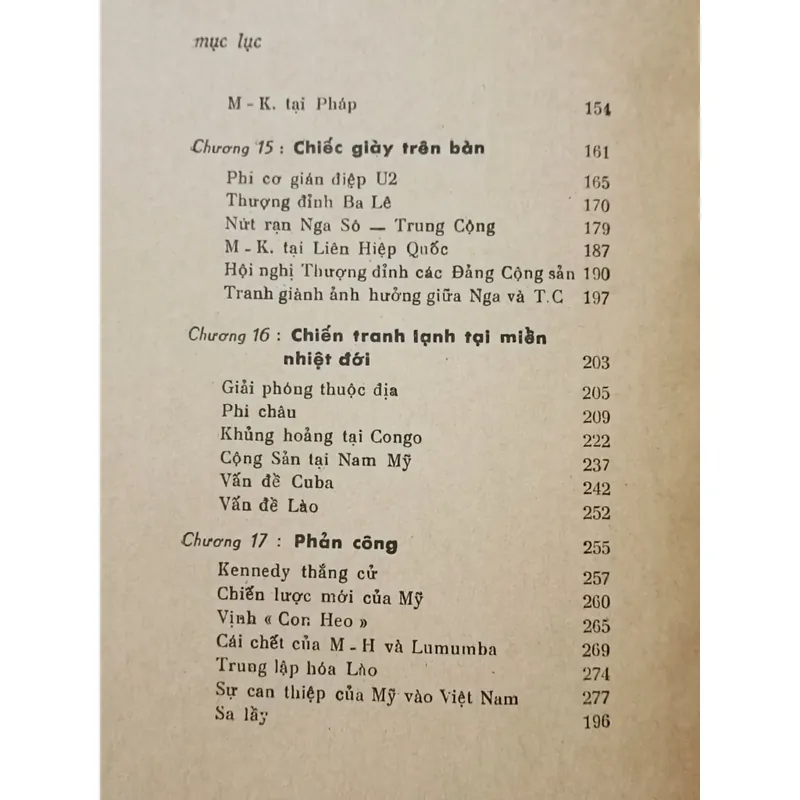 mục lục
M - K. tại Pháp 154
Chương 15 : Chiếc giày trên bàn 161
Phi cơ gián điệp U2 165
Thượng đỉnh Ba Lê 170
Nứt rạn Nga Sô — Trung Cộng 179
M - K. tại Liên Hiệp Quốc 187
Hội nghị Thượng đỉnh các Đảng Cộng sản 190
Tranh giành ảnh hưởng giữa Nga và T.C 197
Chương 16 : Chiến tranh lạnh tại miền
nhiệt đới 203
Giải phóng thuộc địa 205
Phi châu 209
Khủng hoảng tại Congo 222
Cộng Sản tại Nam Mỹ 237
Vấn đề Cuba 242
Vấn đề Lào 252
Chương 17 : Phản công 255
Kennedy thắng cử 257
Chiến lược mới của Mỹ 260
Vịnh « Con Heo » 265
Cái chết của M - H và Lumumba 269
Trung lập hóa Lào 274
Sự can thiệp của Mỹ vào Việt Nam 277
Sa lầy 196